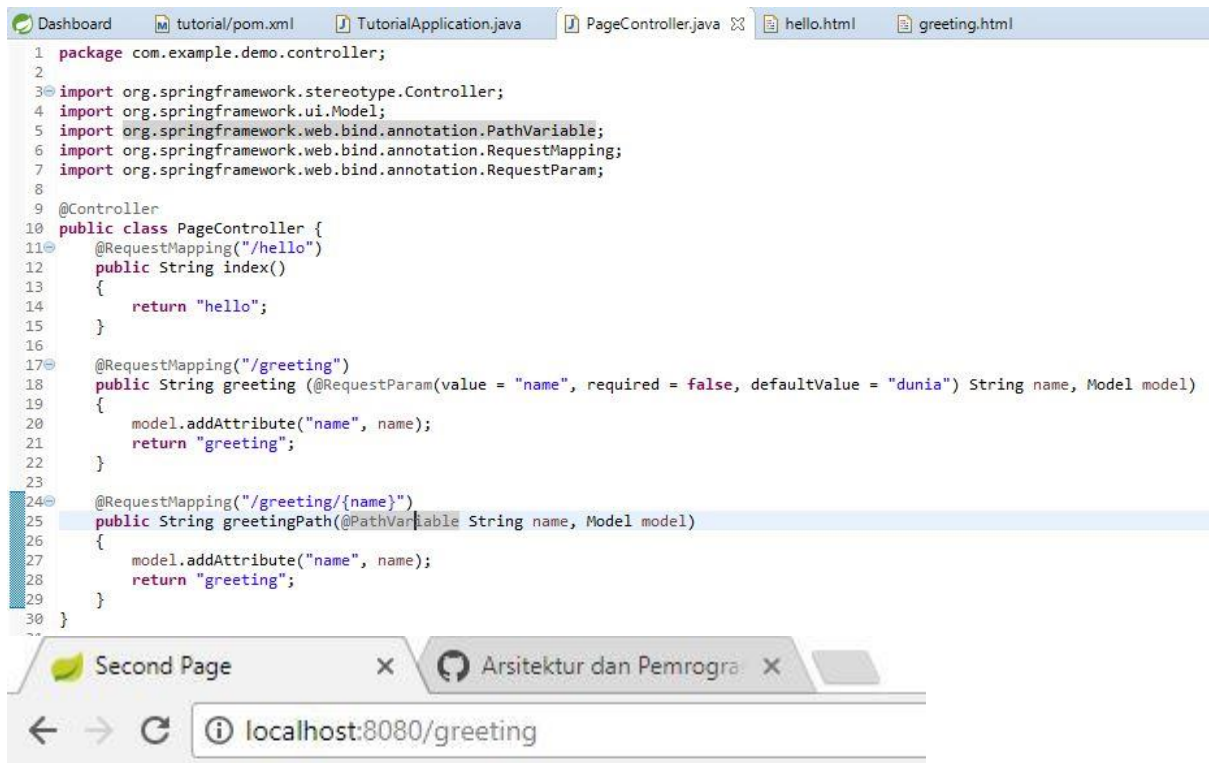 Dashboard tutorial/pom.xml TutorialApplication.java PageController.java hello.html greeting.html
1 package com.example.demo.controller;
2
3 import org.springframework.stereotype.Controller;
4 import org.springframework.ui.Model;
5 import org.springframework.web.bind.annotation.PathVariable;
6 import org.springframework.web.bind.annotation.RequestMapping;
7 import org.springframework.web.bind.annotation.RequestParam;
8
9 @Controller
10 public class PageController {
11 @RequestMapping("/hello")
12 public String index()
13 {
14 return "hello";
15 }
16
17 @RequestMapping("/greeting")
18 public String greeting (@RequestParam(value = "name", required = false, defaultValue = "dunia") String name, Model model)
19 {
20 model.addAttribute("name", name);
21 return "greeting";
22 }
23
24 @RequestMapping("/greeting/{name}")
25 public String greetingPath(@PathVariable String name, Model model)
26 {
27 model.addAttribute("name", name);
28 return "greeting";
29 }
30 }
Second Page Arsitektur dan Pemrogra
localhost:8080/greeting